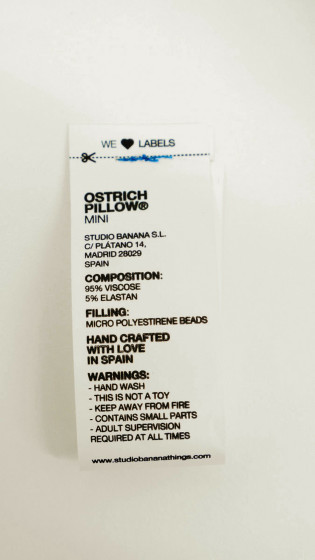 WE ♥ LABELS
OSTRICH
PILLOW®
MINI
STUDIO BANANA S.L.
C/ PLÁTANO 14,
MADRID 28029
SPAIN
COMPOSITION:
95% VISCOSE
5% ELASTAN
FILLING:
MICRO POLYESTIRENE BEADS
HAND CRAFTED
WITH LOVE
IN SPAIN
WARNINGS:
- HAND WASH
- THIS IS NOT A TOY
- KEEP AWAY FROM FIRE
- CONTAINS SMALL PARTS
- ADULT SUPERVISION
REQUIRED AT ALL TIMES
www.studiobananathings.com